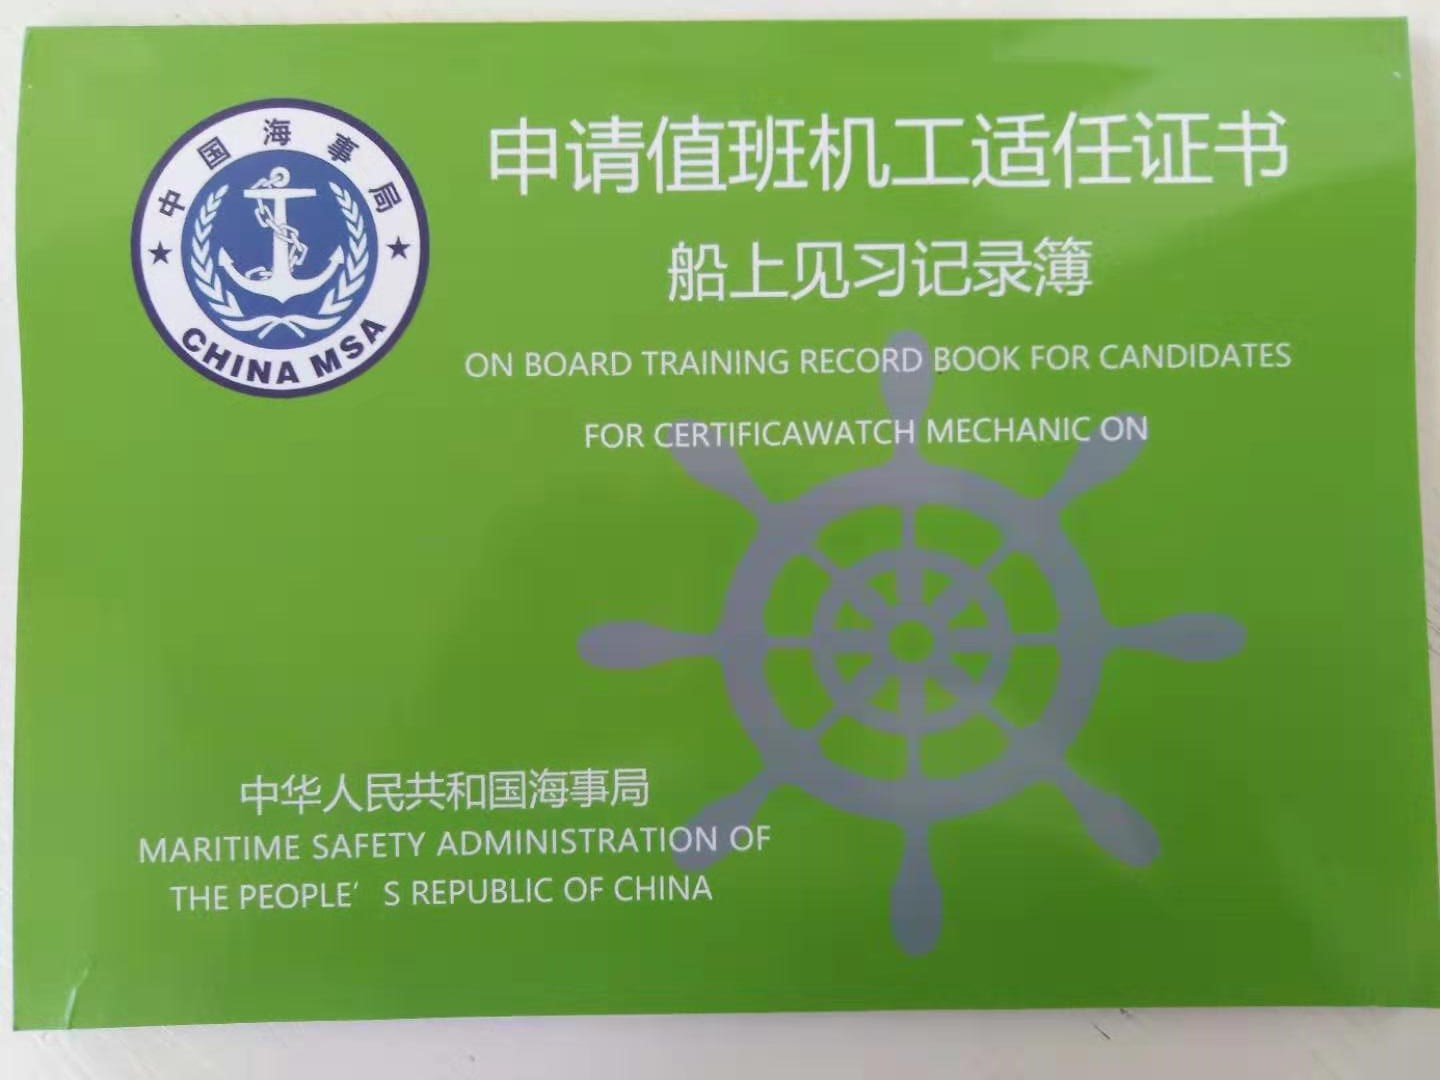 中国海事局
CHINA MSA
申请值班机工适任证书
船上见习记录簿
ON BOARD TRAINING RECORD BOOK FOR CANDIDATES
FOR CERTIFICAWATCH MECHANIC ON
中华人民共和国海事局
MARITIME SAFETY ADMINISTRATION OF
THE PEOPLE’ S REPUBLIC OF CHINA